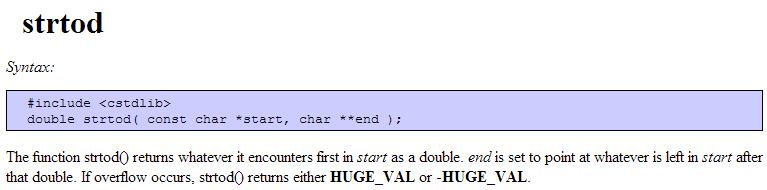 strtod
Syntax:
#include <cstdlib>
double strtod( const char *start, char **end );
The function strtod() returns whatever it encounters first in start as a double. end is set to point at whatever is left in start after
that double. If overflow occurs, strtod() returns either HUGE_VAL or -HUGE_VAL.